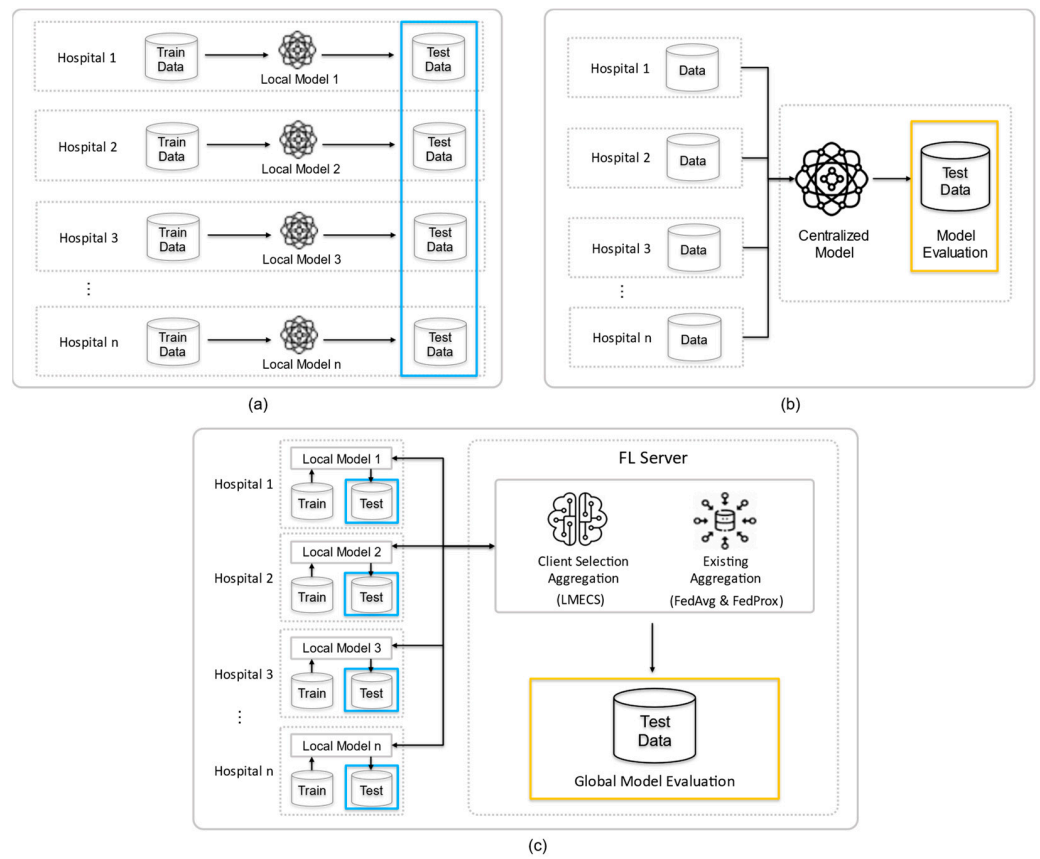 Hospital 1
Train
Data
Local Model 1
Test
Data
Hospital 2
Train
Data
Local Model 2
Test
Data
Hospital 3
Train
Data
Local Model 3
Test
Data
⋮
Hospital n
Train
Data
Local Model n
Test
Data
(a)
Hospital 1
Data
Hospital 2
Data
Hospital 3
Data
⋮
Hospital n
Data
Centralized
Model
Test
Data
Model
Evaluation
(b)
Hospital 1
Local Model 1
Train
Test
Hospital 2
Local Model 2
Train
Test
Hospital 3
Local Model 3
Train
Test
⋮
Hospital n
Local Model n
Train
Test
FL Server
Client Selection
Aggregation
(LMECS)
Existing
Aggregation
(FedAvg & FedProx)
Test
Data
Global Model Evaluation
(c)